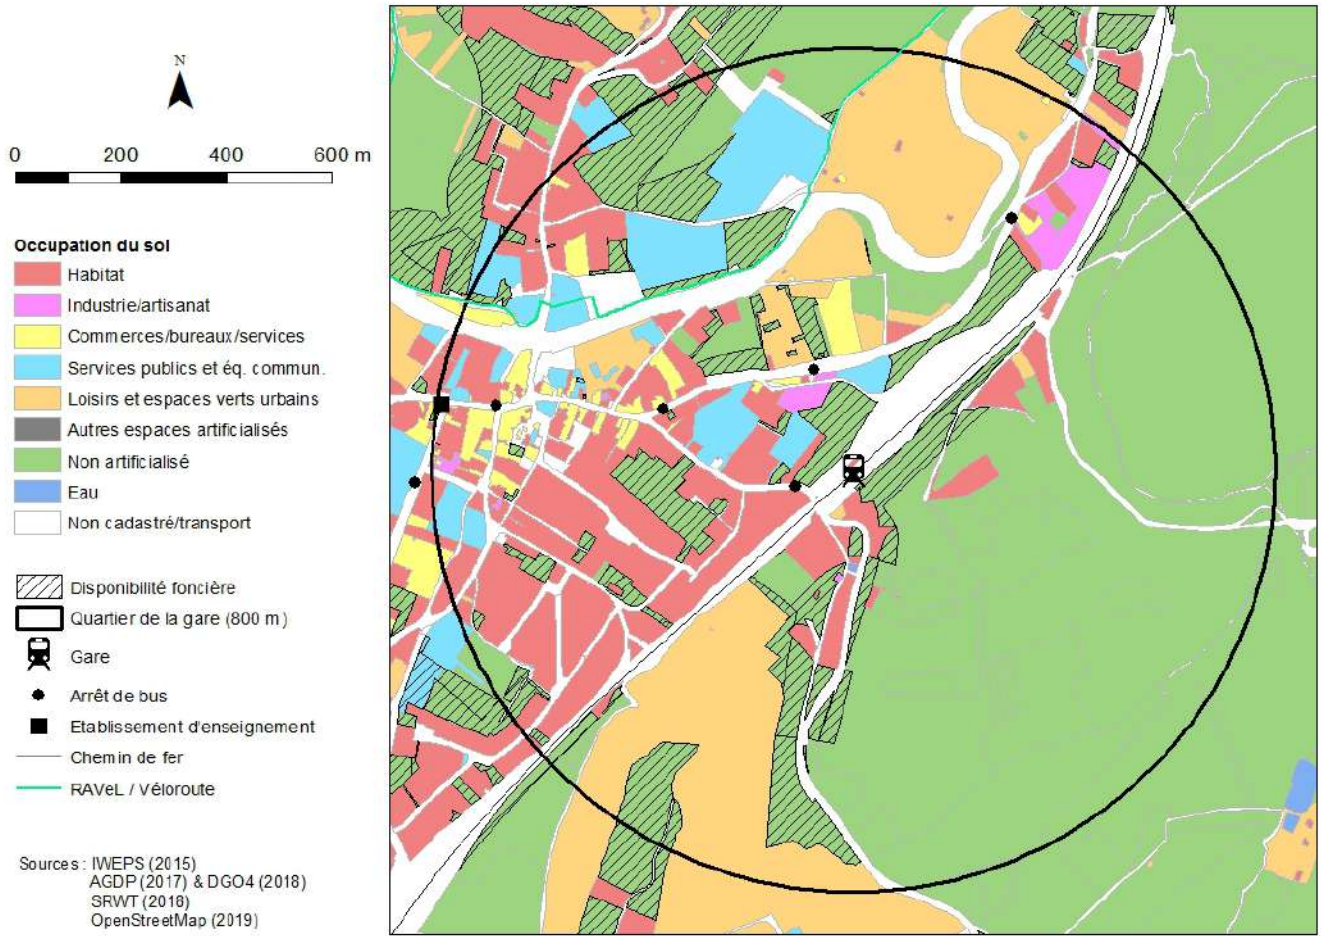 N
0 200 400 600 m
Occupation du sol
Habitat
Industrie/artisanat
Commerces/bureaux/services
Services publics et éq. commun.
Loisirs et espaces verts urbains
Autres espaces artificialisés
Non artificialisé
Eau
Non cadastré/transport
Disponibilité foncière
Quartier de la gare (800 m)
Gare
Arrêt de bus
Etablissement d'enseignement
Chemin de fer
RAVeL / Véloroute
Sources : IWEPS (2015)
AGDP (2017) & DGO4 (2018)
SRWT (2018)
OpenStreetMap (2019)